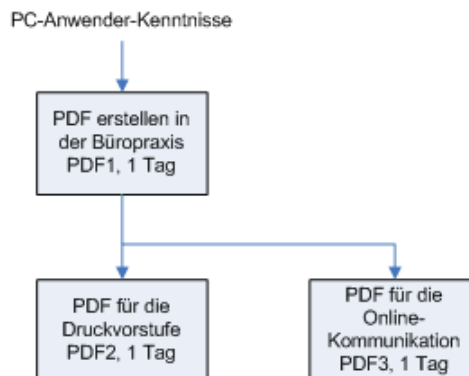 PC-Anwender-Kenntnisse
PDF erstellen in
der Büropraxis
PDF1, 1 Tag
PDF für die
Druckvorstufe
PDF2, 1 Tag
PDF für die
Online-
Kommunikation
PDF3, 1 Tag